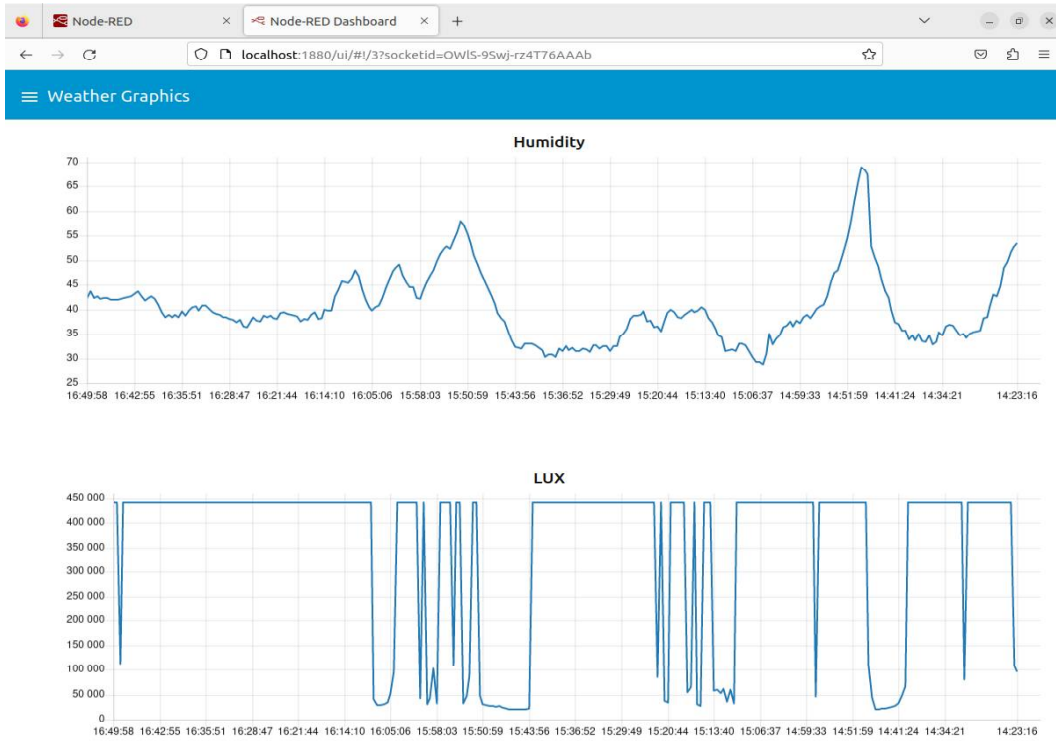 Node-RED × Node-RED Dashboard × +
localhost:1880/ui/#!/3?socketid=OWlS-9Swj-rz4T76AAAb
Weather Graphics
Humidity
70
65
60
55
50
45
40
35
30
25
16:49:58 16:42:55 16:35:51 16:28:47 16:21:44 16:14:10 16:05:06 15:58:03 15:50:59 15:43:56 15:36:52 15:29:49 15:20:44 15:13:40 15:06:37 14:59:33 14:51:59 14:41:24 14:34:21 14:23:16
LUX
450 000
400 000
350 000
300 000
250 000
200 000
150 000
100 000
50 000
0
16:49:58 16:42:55 16:35:51 16:28:47 16:21:44 16:14:10 16:05:06 15:58:03 15:50:59 15:43:56 15:36:52 15:29:49 15:20:44 15:13:40 15:06:37 14:59:33 14:51:59 14:41:24 14:34:21 14:23:16